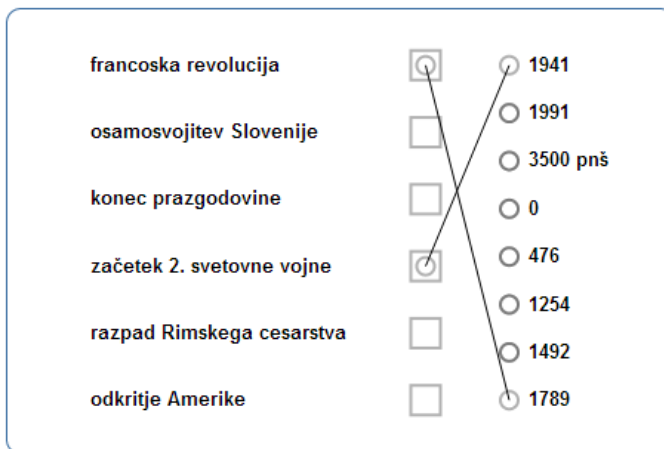 francoska revolucija
osamosvojitev Slovenije
konec prazgodovine
začetek 2. svetovne vojne
razpad Rimskega cesarstva
odkritje Amerike
1941
1991
3500 pnš
0
476
1254
1492
1789